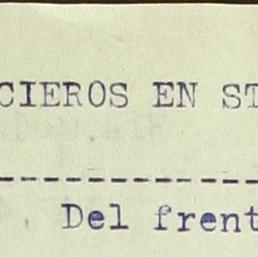 CIEROS EN ST
--------------
Del frent